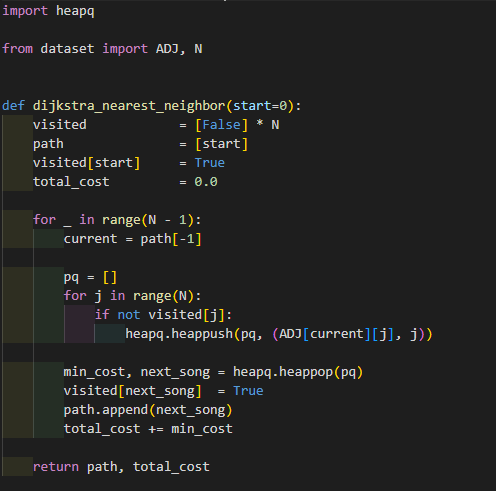 import heapq

from dataset import ADJ, N


def dijkstra_nearest_neighbor(start=0):
    visited            = [False] * N
    path               = [start]
    visited[start]     = True
    total_cost         = 0.0

    for _ in range(N - 1):
        current = path[-1]

        pq = []
        for j in range(N):
            if not visited[j]:
                heapq.heappush(pq, (ADJ[current][j], j))

        min_cost, next_song = heapq.heappop(pq)
        visited[next_song]  = True
        path.append(next_song)
        total_cost += min_cost

    return path, total_cost